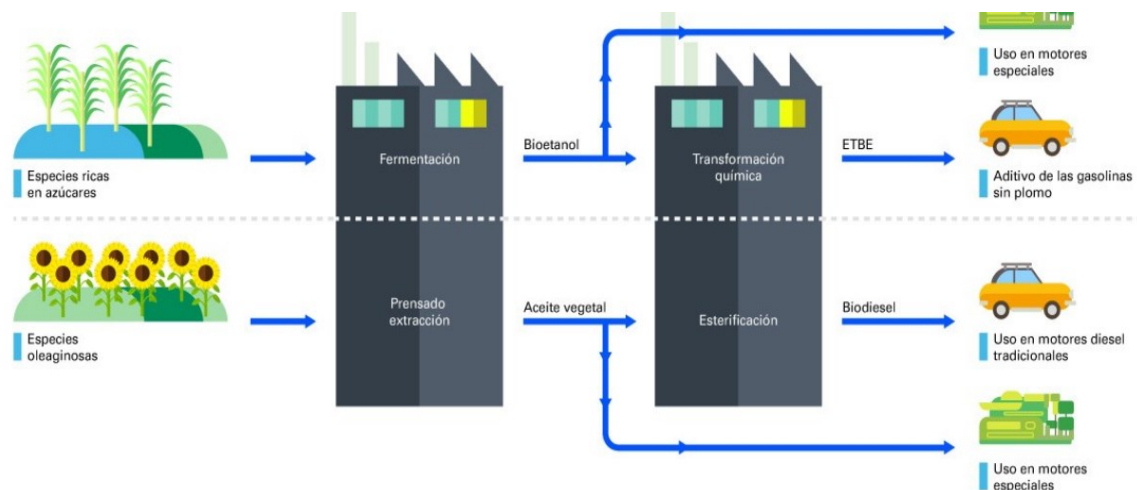 Uso en motores
especiales
Bioetanol
ETBE
Fermentación
Transformación
química
Especies ricas
en azúcares
Aditivo de las gasolinas
sin plomo
Prensado
extracción
Aceite vegetal
Esterificación
Biodiesel
Especies
oleaginosas
Uso en motores diesel
tradicionales
Uso en motores
especiales